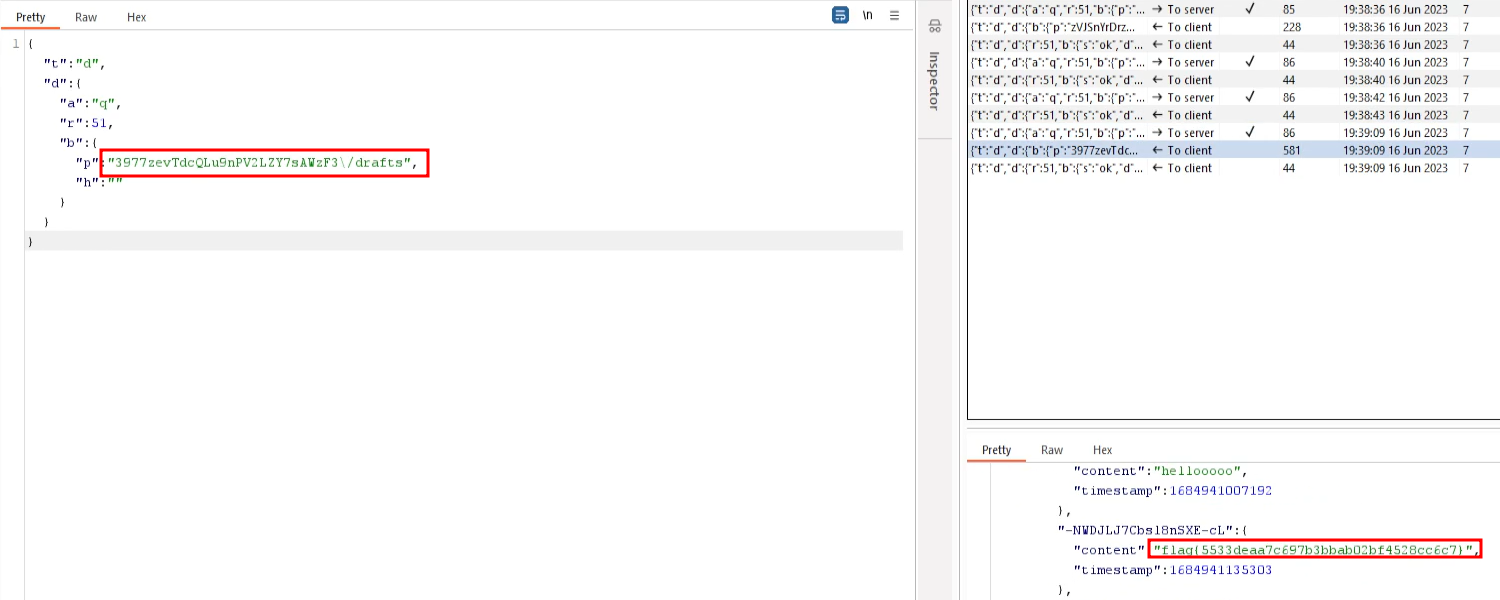 Pretty Raw Hex \n
1 {
"t":"d",
"d":{
"a":"q",
"r":51,
"b":{
"p":"3977zevTdcQLu9nPV2LZY7sAWzF3\/drafts",
"h":""
}
}
}
Inspector
{"t":"d","d":{"a":"q","r":51,"b":{"p":"... → To server ✓ 85 19:38:36 16 Jun 2023 7
{"t":"d","d":{"b":{"p":"zVJSnYrDrz... ← To client 228 19:38:36 16 Jun 2023 7
{"t":"d","d":{"r":51,"b":{"s":"ok","d"... ← To client 44 19:38:36 16 Jun 2023 7
{"t":"d","d":{"a":"q","r":51,"b":{"p":"... → To server ✓ 86 19:38:40 16 Jun 2023 7
{"t":"d","d":{"r":51,"b":{"s":"ok","d"... ← To client 44 19:38:40 16 Jun 2023 7
{"t":"d","d":{"a":"q","r":51,"b":{"p":"... → To server ✓ 86 19:38:42 16 Jun 2023 7
{"t":"d","d":{"r":51,"b":{"s":"ok","d"... ← To client 44 19:38:43 16 Jun 2023 7
{"t":"d","d":{"a":"q","r":51,"b":{"p":"... → To server ✓ 86 19:39:09 16 Jun 2023 7
{"t":"d","d":{"b":{"p":"3977zevTdc... ← To client 581 19:39:09 16 Jun 2023 7
{"t":"d","d":{"r":51,"b":{"s":"ok","d"... ← To client 44 19:39:09 16 Jun 2023 7
Pretty Raw Hex
"content":"hellooooo",
"timestamp":1684941007192
},
"-NWDJLJ7Cbsl8nSXE-cL":{
"content":"flag{5533deaa7c697b3bbab02bf4528cc6c7}",
"timestamp":1684941135303
},